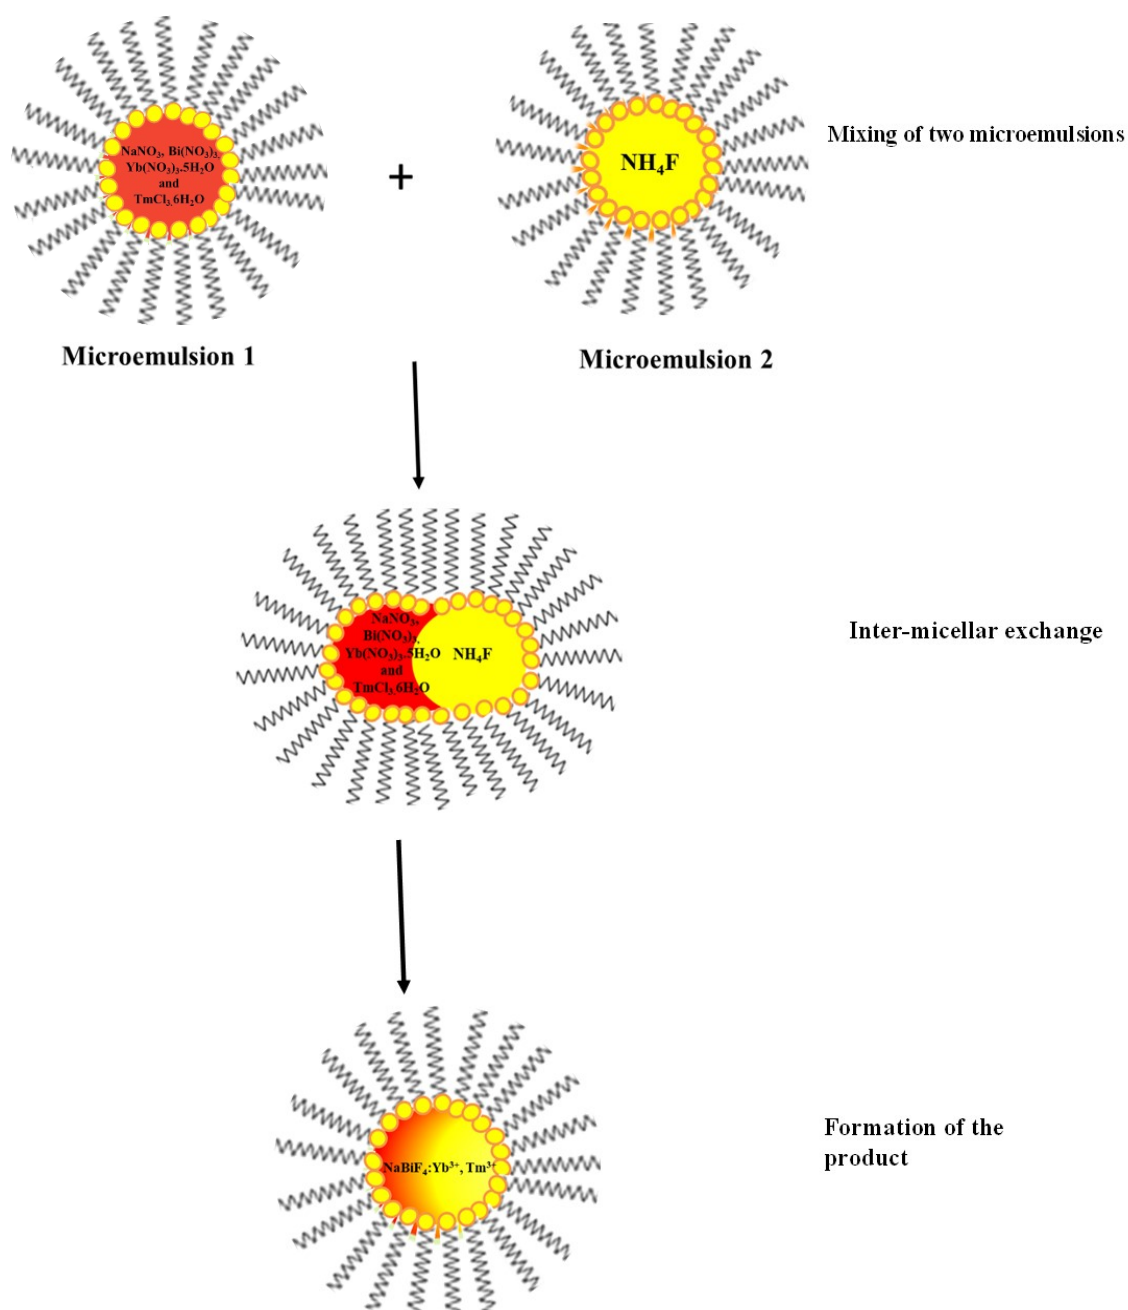 NaNO₃, Bi(NO₃)₃,
Yb(NO₃)₃.5H₂O
and
TmCl₃.6H₂O
+
NH₄F
Mixing of two microemulsions
Microemulsion 1
Microemulsion 2
NaNO₃,
Bi(NO₃)₃,
Yb(NO₃)₃.5H₂O
and
TmCl₃.6H₂O
NH₄F
Inter-micellar exchange
NaBiF₄:Yb³⁺, Tm³⁺
Formation of the
product